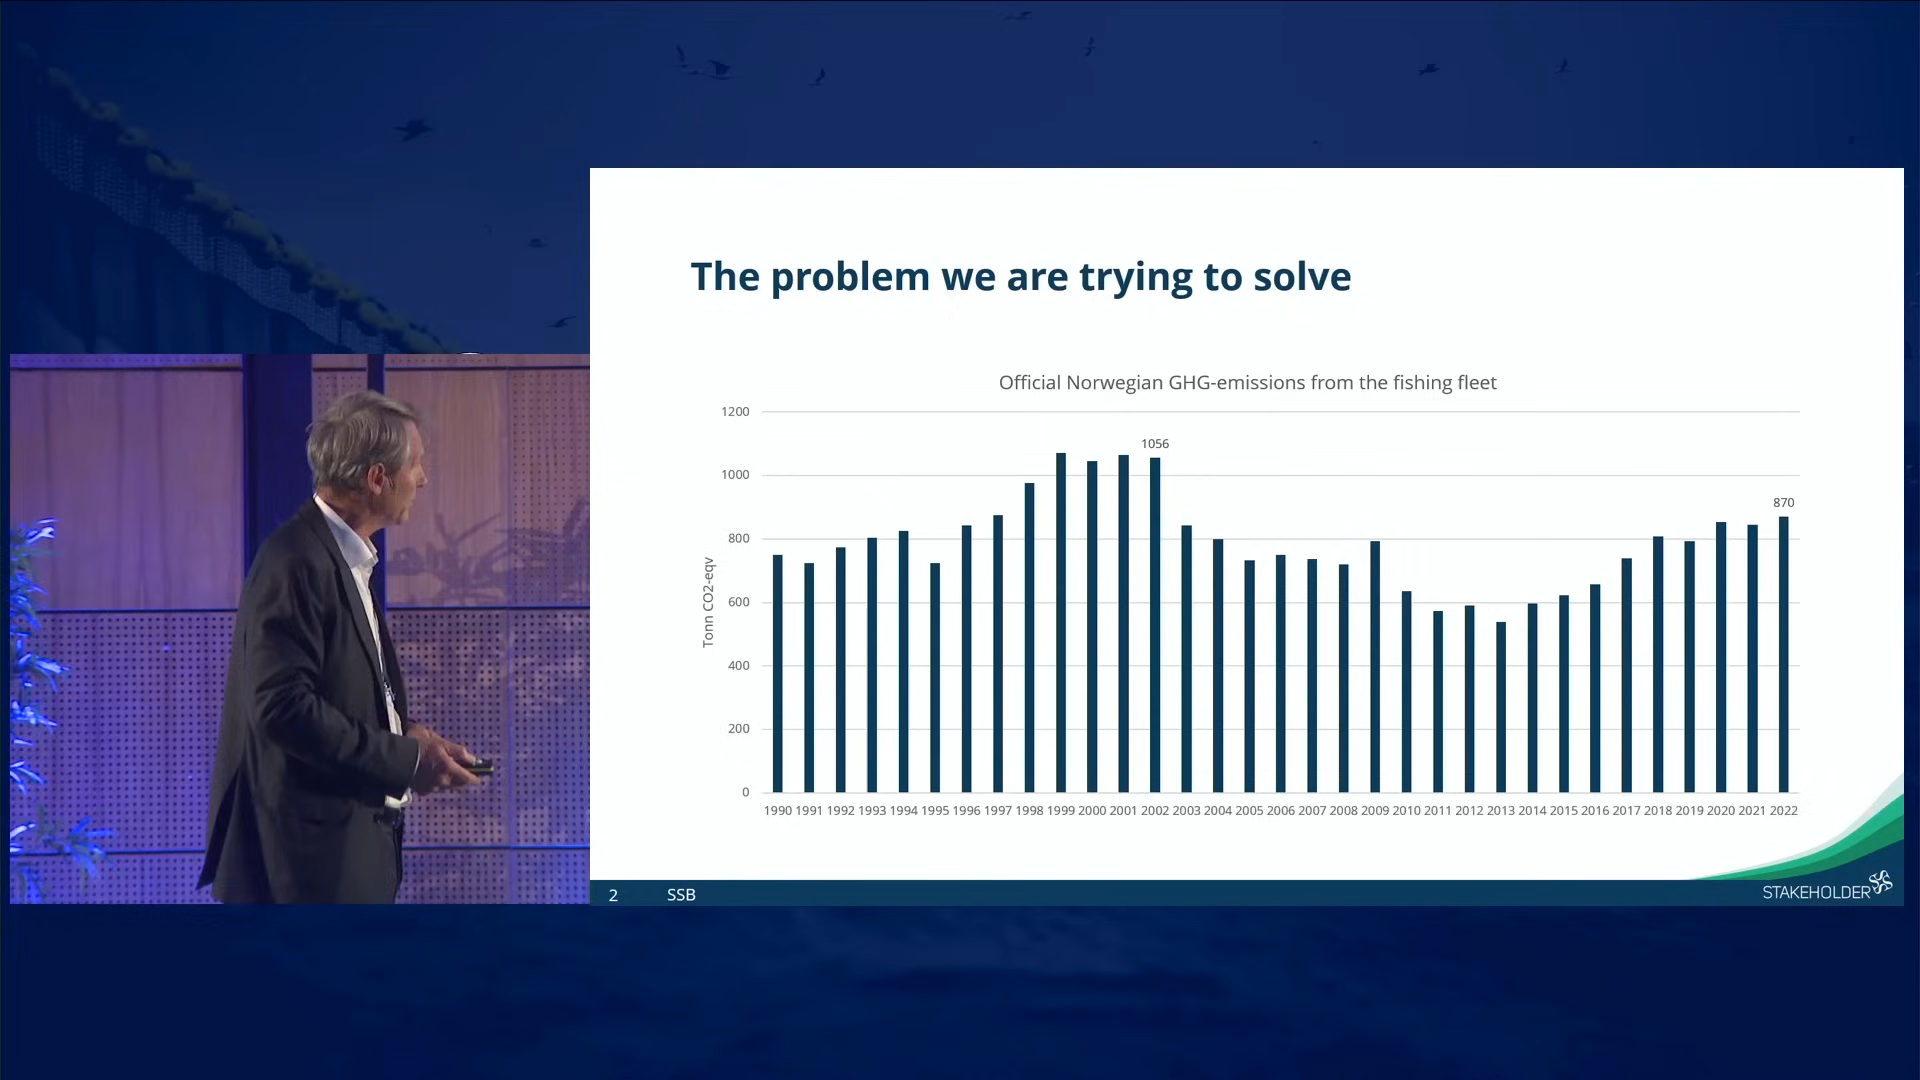 The problem we are trying to solve
Official Norwegian GHG-emissions from the fishing fleet
1200
1000
800
600
400
200
0
Tonn CO2-eqv
1056
870
1990 1991 1992 1993 1994 1995 1996 1997 1998 1999 2000 2001 2002 2003 2004 2005 2006 2007 2008 2009 2010 2011 2012 2013 2014 2015 2016 2017 2018 2019 2020 2021 2022
2 SSB
STAKEHOLDER